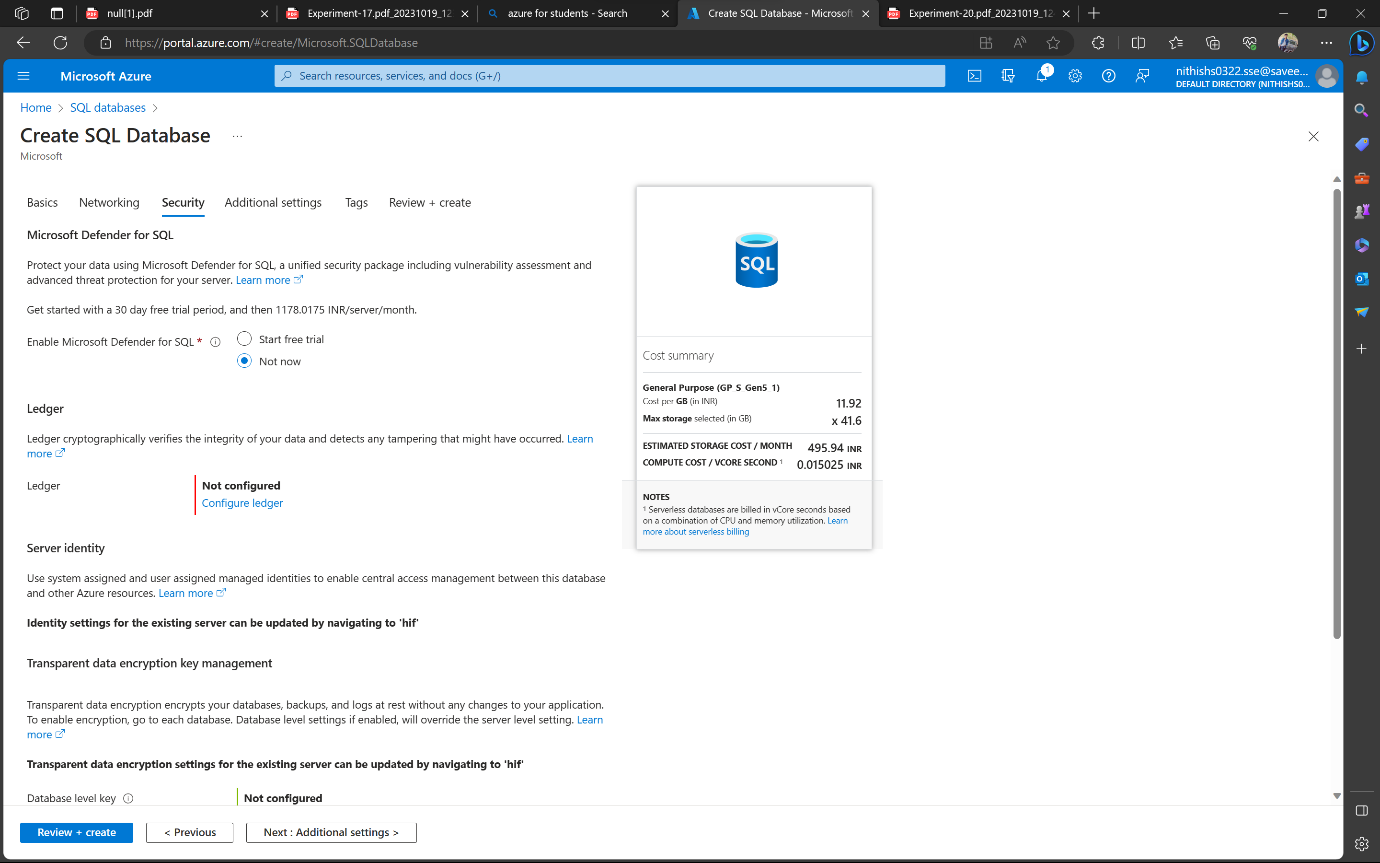 null[1].pdf
Experiment-17.pdf_20231019_12
azure for students - Search
Create SQL Database - Microsoft
Experiment-20.pdf_20231019_12
https://portal.azure.com/#create/Microsoft.SQLDatabase
Microsoft Azure
Search resources, services, and docs (G+/)
1
nithishs0322.sse@savee...
DEFAULT DIRECTORY (NITHISHS0...
Home > SQL databases >
Create SQL Database ...
Microsoft
Basics Networking Security Additional settings Tags Review + create
Microsoft Defender for SQL
Protect your data using Microsoft Defender for SQL, a unified security package including vulnerability assessment and
advanced threat protection for your server. Learn more
Get started with a 30 day free trial period, and then 1178.0175 INR/server/month.
Enable Microsoft Defender for SQL *
Start free trial
Not now
Ledger
Ledger cryptographically verifies the integrity of your data and detects any tampering that might have occurred. Learn
more
Ledger
Not configured
Configure ledger
Server identity
Use system assigned and user assigned managed identities to enable central access management between this database
and other Azure resources. Learn more
Identity settings for the existing server can be updated by navigating to 'hif'
Transparent data encryption key management
Transparent data encryption encrypts your databases, backups, and logs at rest without any changes to your application.
To enable encryption, go to each database. Database level settings if enabled, will override the server level setting. Learn
more
Transparent data encryption settings for the existing server can be updated by navigating to 'hif'
Database level key
Not configured
SQL
Cost summary
General Purpose (GP_S_Gen5_1)
Cost per GB (in INR) 11.92
Max storage selected (in GB) x 41.6
ESTIMATED STORAGE COST / MONTH 495.94 INR
COMPUTE COST / VCORE SECOND ¹ 0.015025 INR
NOTES
¹ Serverless databases are billed in vCore seconds based
on a combination of CPU and memory utilization. Learn
more about serverless billing
Review + create
< Previous
Next : Additional settings >